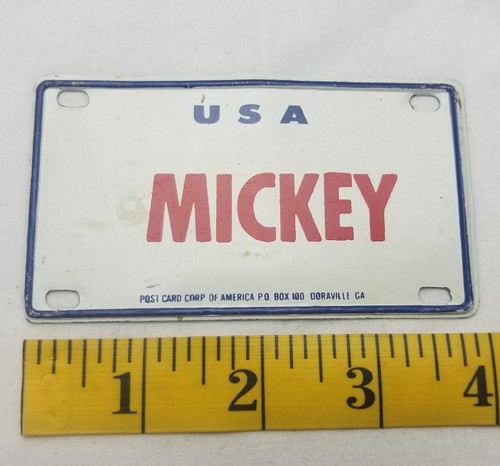 USA
MICKEY
POST CARD CORP. OF AMERICA P.O. BOX 100 DORAVILLE GA
1 2 3 4